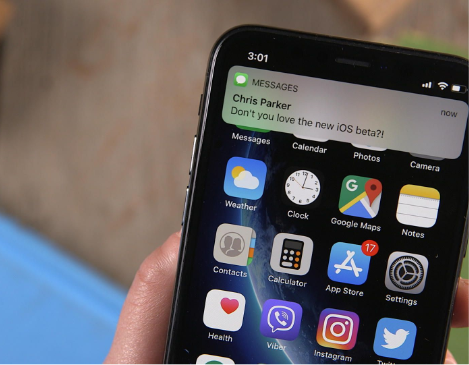 3:01
MESSAGES now
Chris Parker
Don't you love the new iOS beta?!
Messages Calendar Photos Camera
Weather Clock Google Maps Notes
17
Contacts Calculator App Store Settings
Health Viber Instagram Twitter